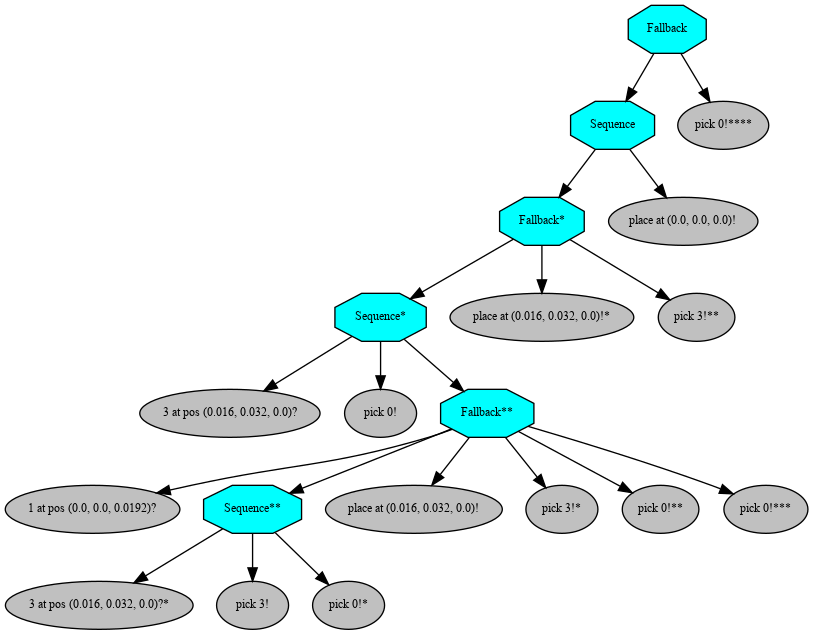 Fallback
Sequence
pick 0!****
Fallback*
place at (0.0, 0.0, 0.0)!
Sequence*
place at (0.016, 0.032, 0.0)!*
pick 3!**
3 at pos (0.016, 0.032, 0.0)?
pick 0!
Fallback**
1 at pos (0.0, 0.0, 0.0192)?
Sequence**
place at (0.016, 0.032, 0.0)!
pick 3!*
pick 0!**
pick 0!***
3 at pos (0.016, 0.032, 0.0)?*
pick 3!
pick 0!*